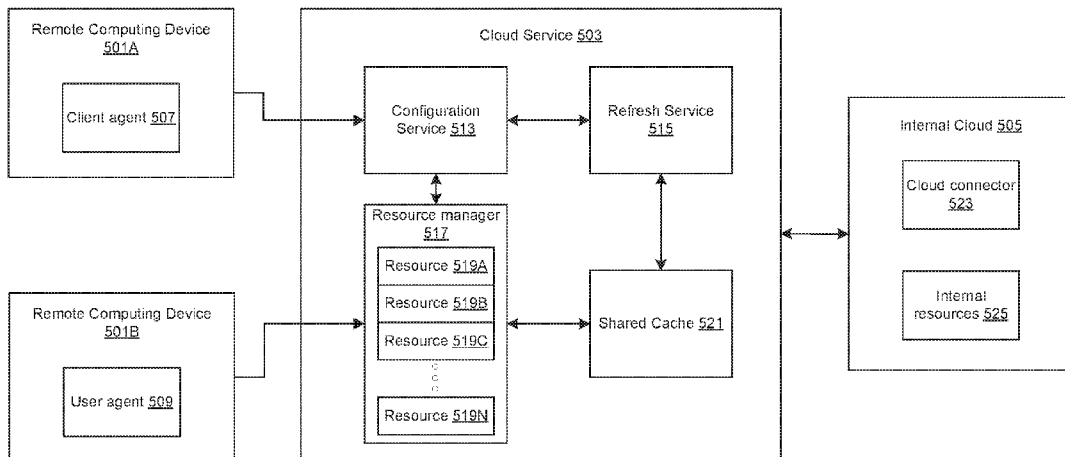 Remote Computing Device
501A
Client agent 507
Remote Computing Device
501B
User agent 509
Cloud Service 503
Configuration
Service 513
Refresh Service
515
Resource manager
517
Resource 519A
Resource 519B
Resource 519C
Resource 519N
Shared Cache 521
Internal Cloud 505
Cloud connector
523
Internal
resources 525